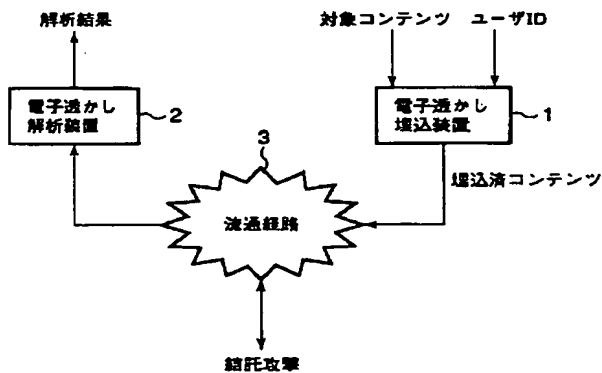 解析結果
対象コンテンツ ユーザID
電子透かし
解析装置
2
電子透かし
埋込装置
1
埋込済コンテンツ
3
流通経路
結託攻撃